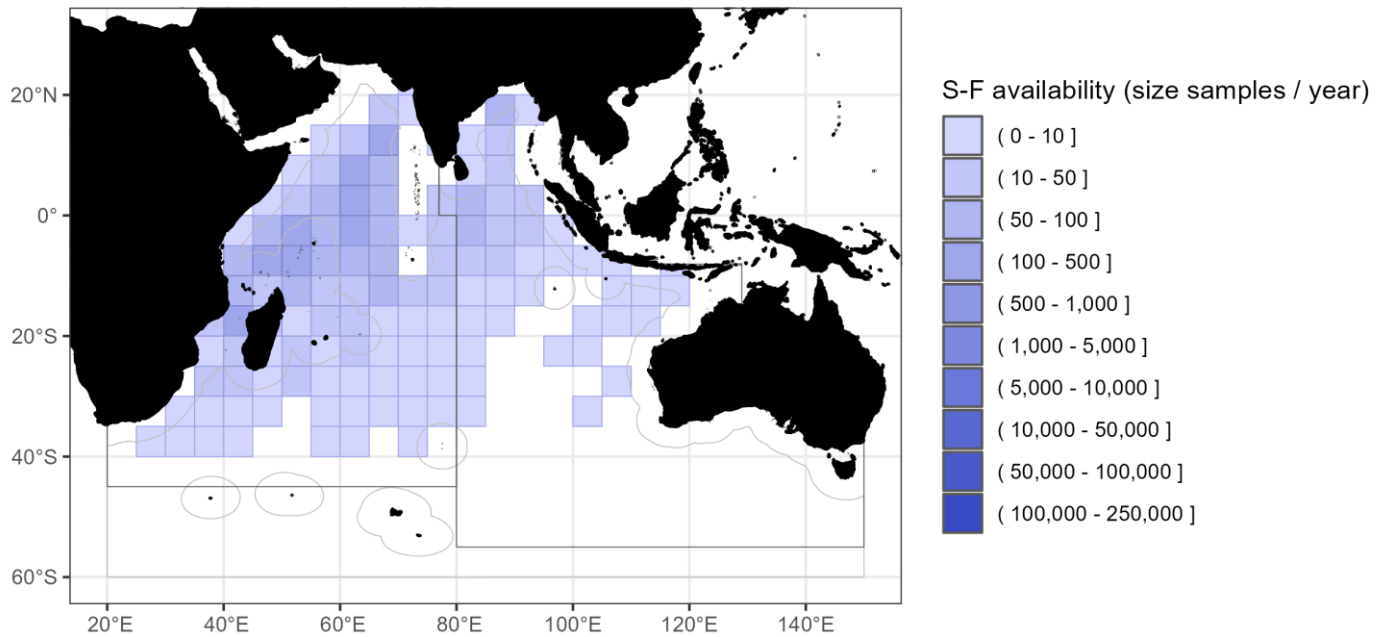 20°N
0°
20°S
40°S
60°S
20°E 40°E 60°E 80°E 100°E 120°E 140°E
S-F availability (size samples / year)
( 0 - 10 ]
( 10 - 50 ]
( 50 - 100 ]
( 100 - 500 ]
( 500 - 1,000 ]
( 1,000 - 5,000 ]
( 5,000 - 10,000 ]
( 10,000 - 50,000 ]
( 50,000 - 100,000 ]
( 100,000 - 250,000 ]